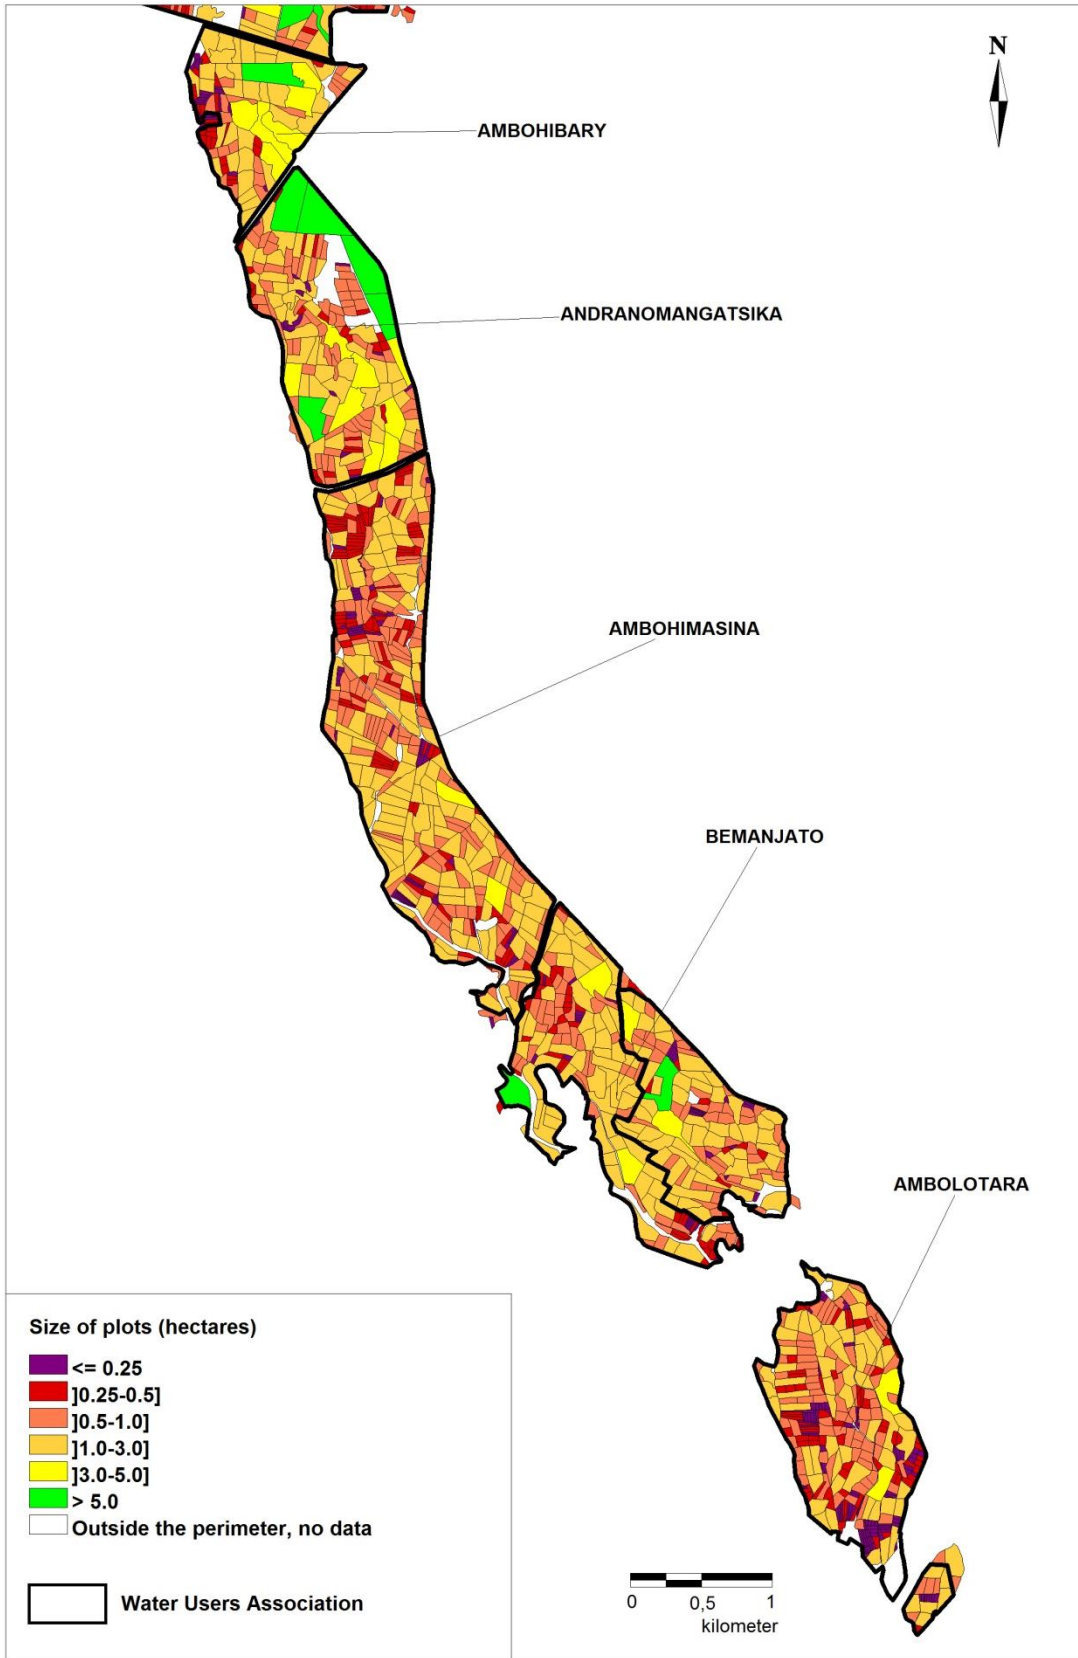 N
AMBOHIBARY
ANDRANOMANGATSIKA
AMBOHIMASINA
BEMANJATO
AMBOLOTARA
Size of plots (hectares)
<= 0.25
]0.25-0.5]
]0.5-1.0]
]1.0-3.0]
]3.0-5.0]
> 5.0
Outside the perimeter, no data
Water Users Association
0 0,5 1
kilometer